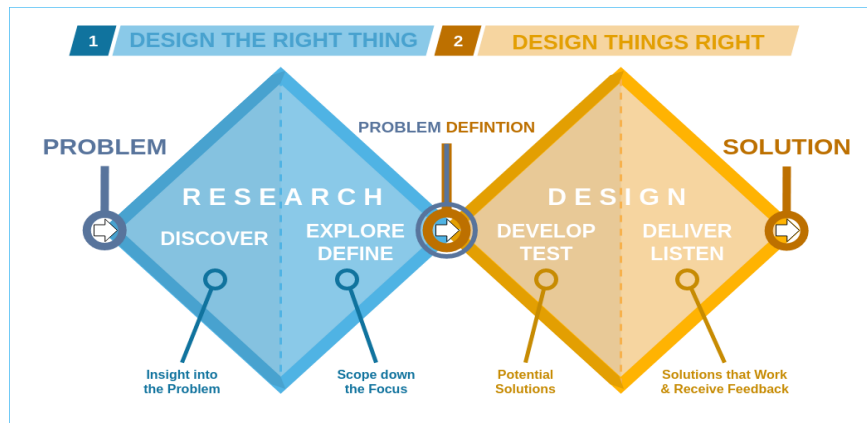 1 DESIGN THE RIGHT THING
2 DESIGN THINGS RIGHT
PROBLEM
PROBLEM DEFINTION
SOLUTION
RESEARCH
DISCOVER
EXPLORE
DEFINE
DESIGN
DEVELOP
TEST
DELIVER
LISTEN
Insight into
the Problem
Scope down
the Focus
Potential
Solutions
Solutions that Work
& Receive Feedback